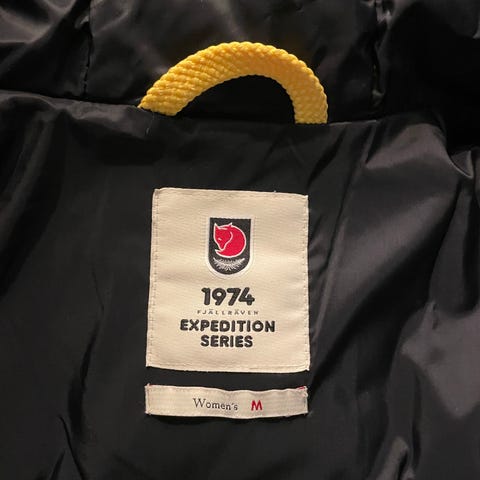 1974
FJÄLLRÄVEN
EXPEDITION
SERIES
Women's M